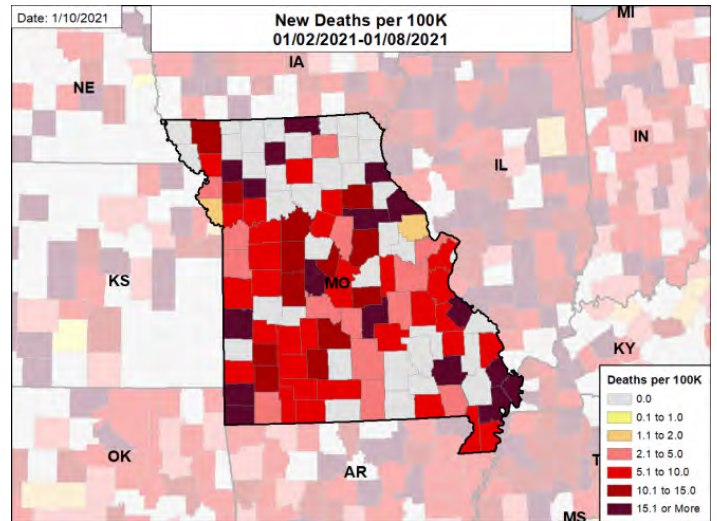 Date: 1/10/2021
New Deaths per 100K
01/02/2021-01/08/2021
MI
IA
NE
IN
IL
KS
MO
KY
Deaths per 100K
0.0
0.1 to 1.0
1.1 to 2.0
2.1 to 5.0
5.1 to 10.0
10.1 to 15.0
15.1 or More
OK
AR
T
MS